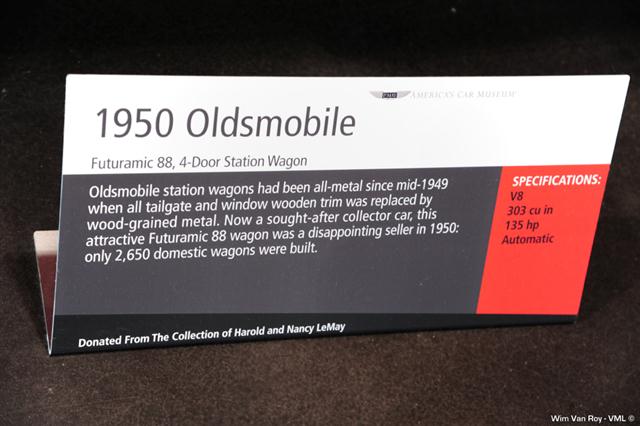 AMERICA'S CAR MUSEUM
1950 Oldsmobile
Futuramic 88, 4-Door Station Wagon
Oldsmobile station wagons had been all-metal since mid-1949
when all tailgate and window wooden trim was replaced by
wood-grained metal. Now a sought-after collector car, this
attractive Futuramic 88 wagon was a disappointing seller in 1950:
only 2,650 domestic wagons were built.
SPECIFICATIONS:
V8
303 cu in
135 hp
Automatic
Donated From The Collection of Harold and Nancy LeMay
Wim Van Roy - VML ©